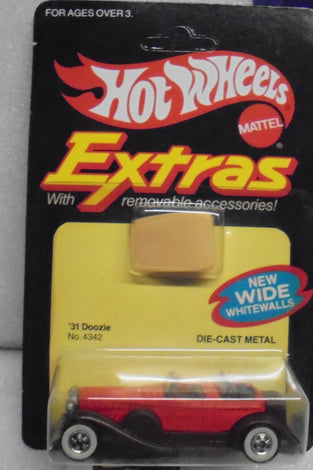 FOR AGES OVER 3.
HOT WHEELS
MATTEL
Extras
With removable accessories!
NEW
WIDE
WHITEWALLS
'31 Doozie
No. 4342
DIE-CAST METAL